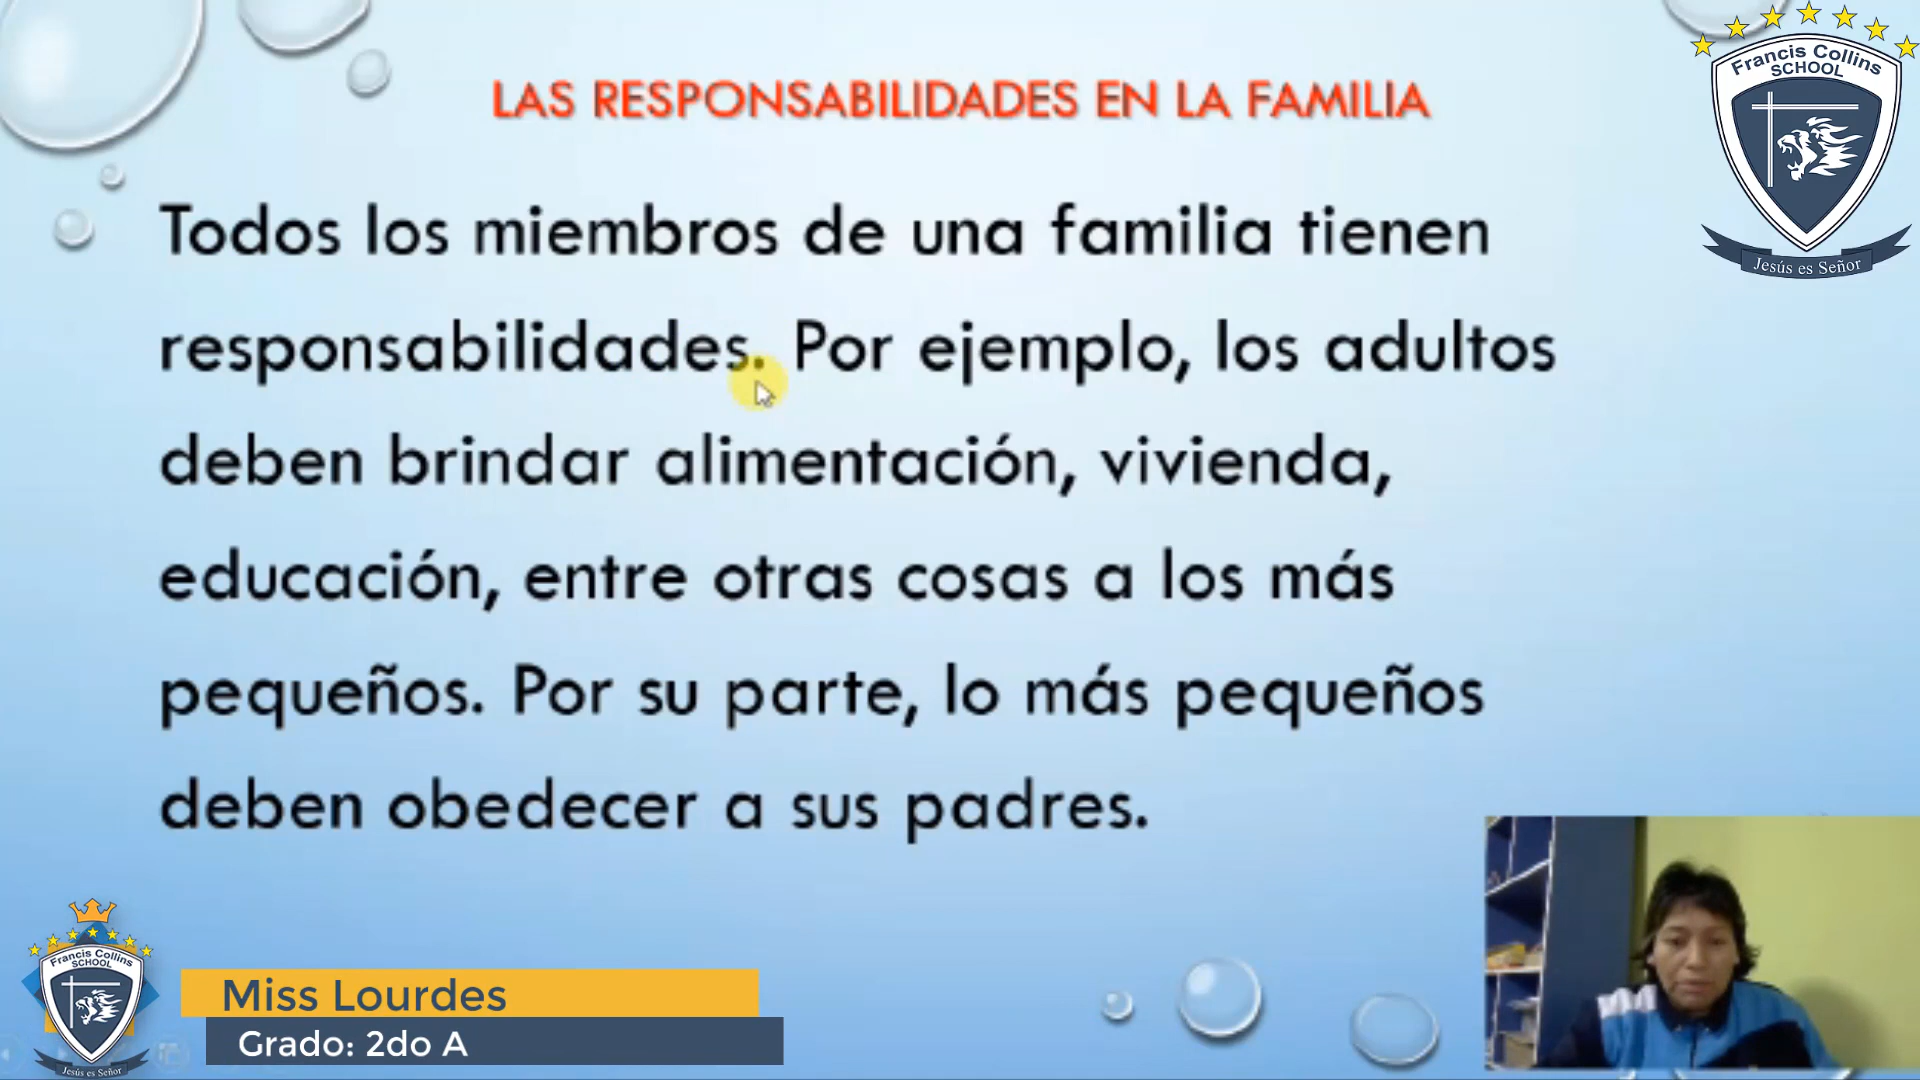 LAS RESPONSABILIDADES EN LA FAMILIA
Francis Collins
SCHOOL
Jesús es Señor
Todos los miembros de una familia tienen
responsabilidades. Por ejemplo, los adultos
deben brindar alimentación, vivienda,
educación, entre otras cosas a los más
pequeños. Por su parte, lo más pequeños
deben obedecer a sus padres.
Francis Collins
SCHOOL
Jesús es Señor
Miss Lourdes
Grado: 2do A